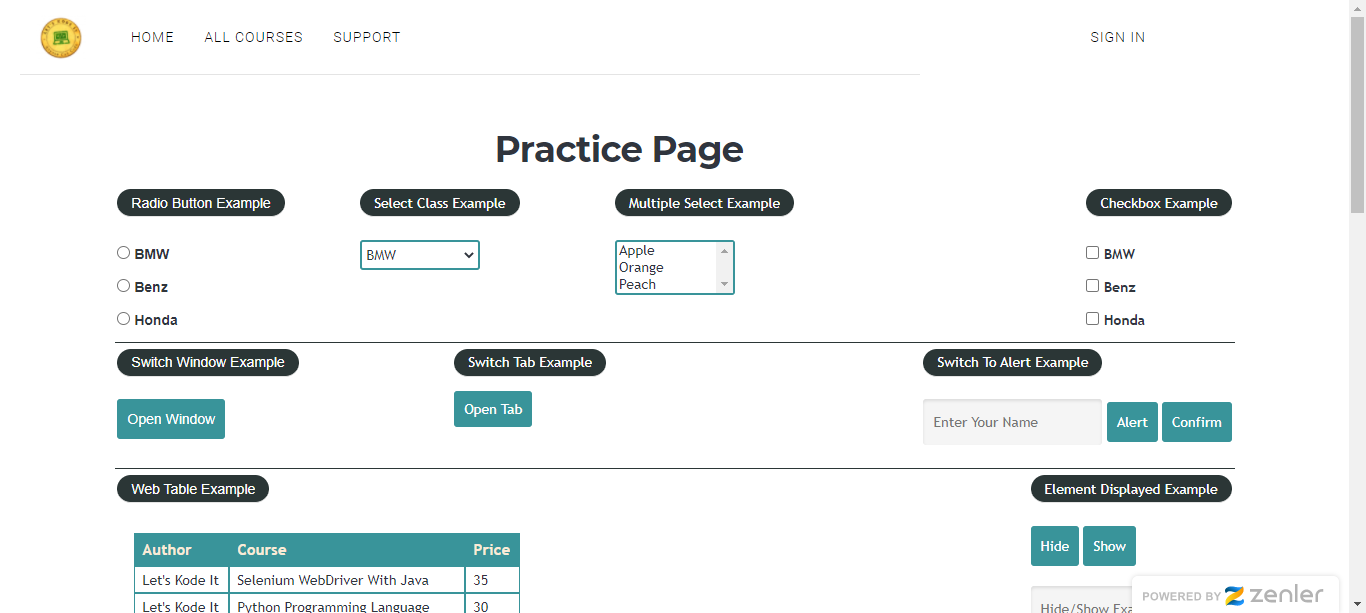 HOME ALL COURSES SUPPORT SIGN IN
Practice Page
Radio Button Example Select Class Example Multiple Select Example Checkbox Example
BMW BMW Apple BMW
Orange
Benz Peach Benz
Honda Honda
Switch Window Example Switch Tab Example Switch To Alert Example
Open Window Open Tab Enter Your Name Alert Confirm
Web Table Example Element Displayed Example
Author Course Price Hide Show
Let's Kode It Selenium WebDriver With Java 35
Let's Kode It Python Programming Language 30 Hide/Show Exa
POWERED BY zenler